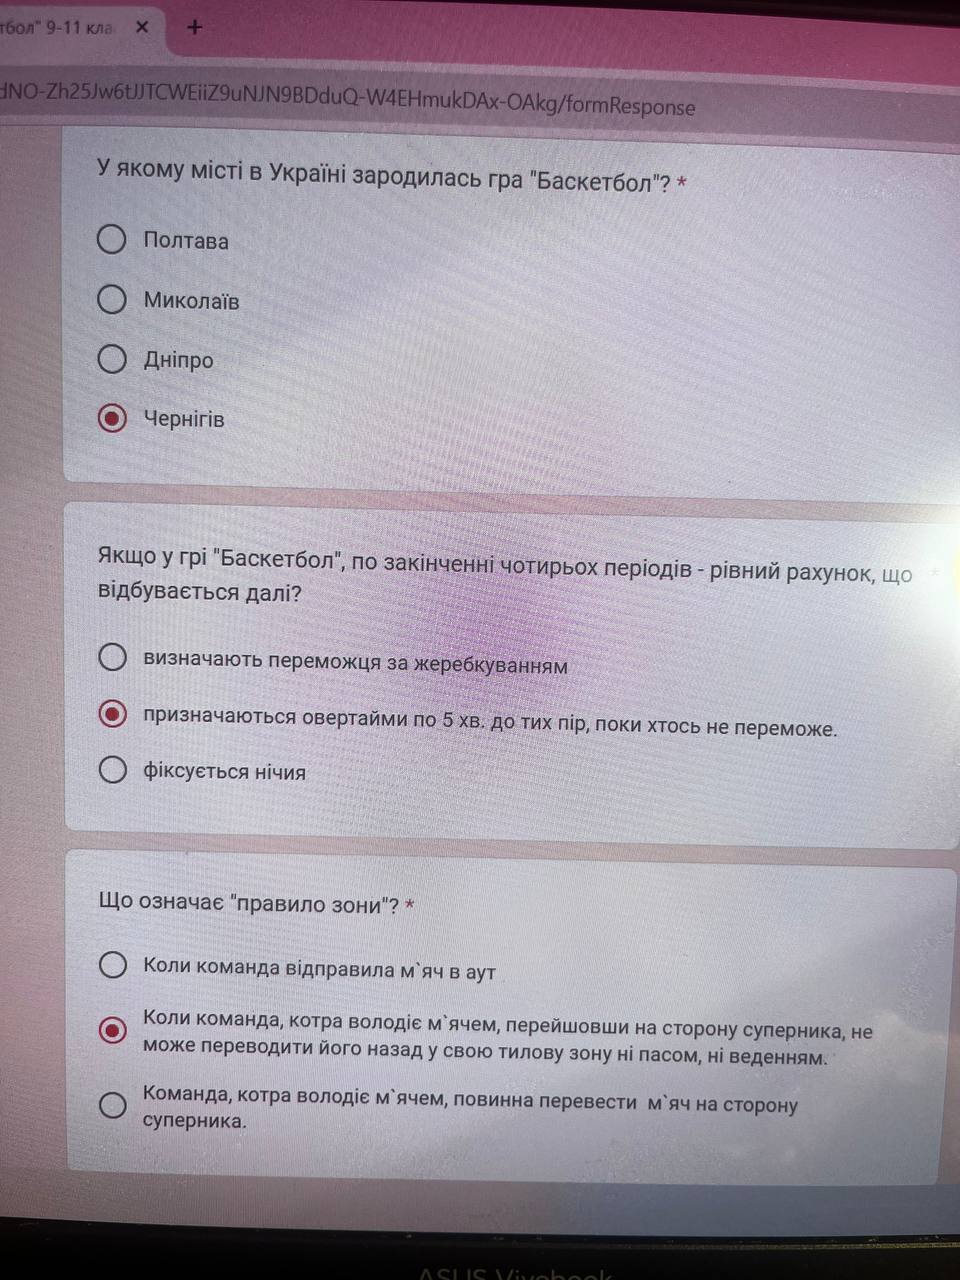 тбол" 9-11 кла
dNO-Zh25Jw6tJJTCWEiiZ9uNJN9BDduQ-W4EHmukDAx-OAkg/formResponse
У якому місті в Україні зародилась гра "Баскетбол"? *
Полтава
Миколаїв
Дніпро
Чернігів
Якщо у грі "Баскетбол", по закінченні чотирьох періодів - рівний рахунок, що *
відбувається далі?
визначають переможця за жеребкуванням
призначаються овертайми по 5 хв. до тих пір, поки хтось не переможе.
фіксується нічия
Що означає "правило зони"? *
Коли команда відправила м`яч в аут
Коли команда, котра володіє м`ячем, перейшовши на сторону суперника, не
може переводити його назад у свою тилову зону ні пасом, ні веденням.
Команда, котра володіє м`ячем, повинна перевести м`яч на сторону
суперника.
ASUS Vivobook